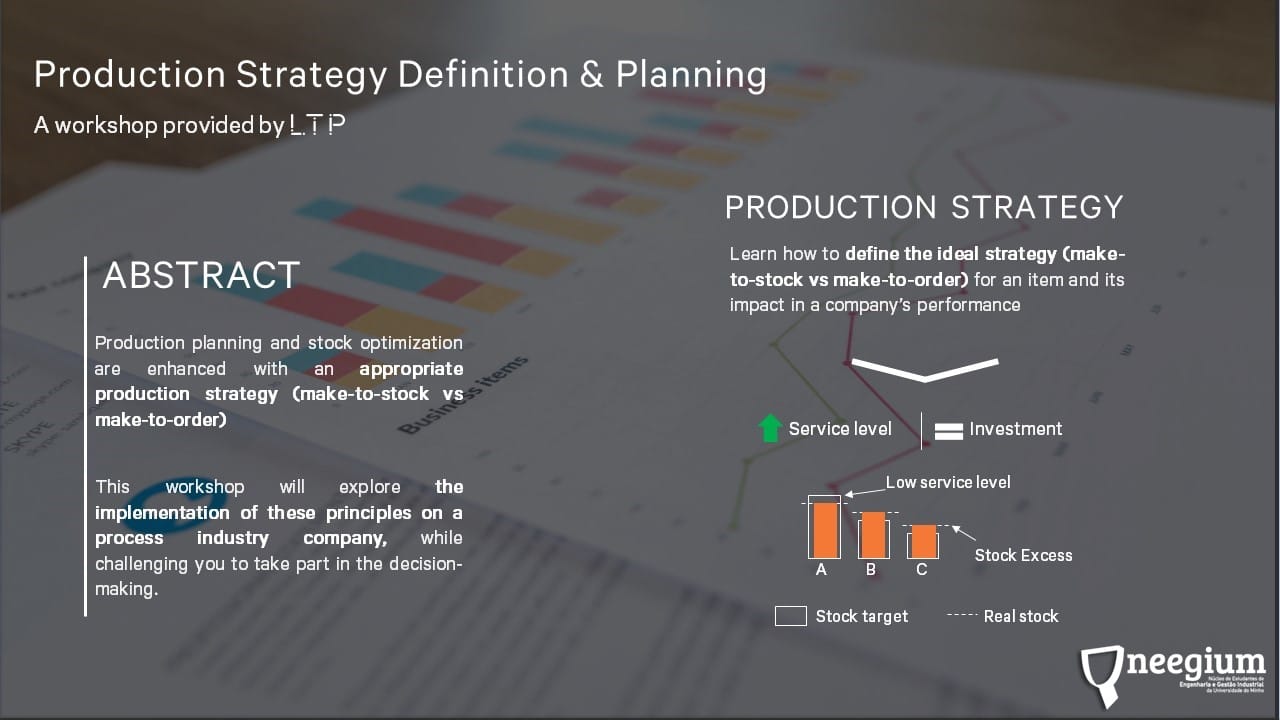 Production Strategy Definition & Planning
A workshop provided by LTP
ABSTRACT
Production planning and stock optimization
are enhanced with an appropriate
production strategy (make-to-stock vs
make-to-order)
This workshop will explore the
implementation of these principles on a
process industry company, while
challenging you to take part in the decision-
making.
PRODUCTION STRATEGY
Learn how to define the ideal strategy (make-
to-stock vs make-to-order) for an item and its
impact in a company's performance
Service level
Investment
Low service level
Stock Excess
A B C
Stock target
Real stock
Business items
SKYPE
neegium
Núcleo de Estudantes de
Engenharia e Gestão Industrial
da Universidade do Minho